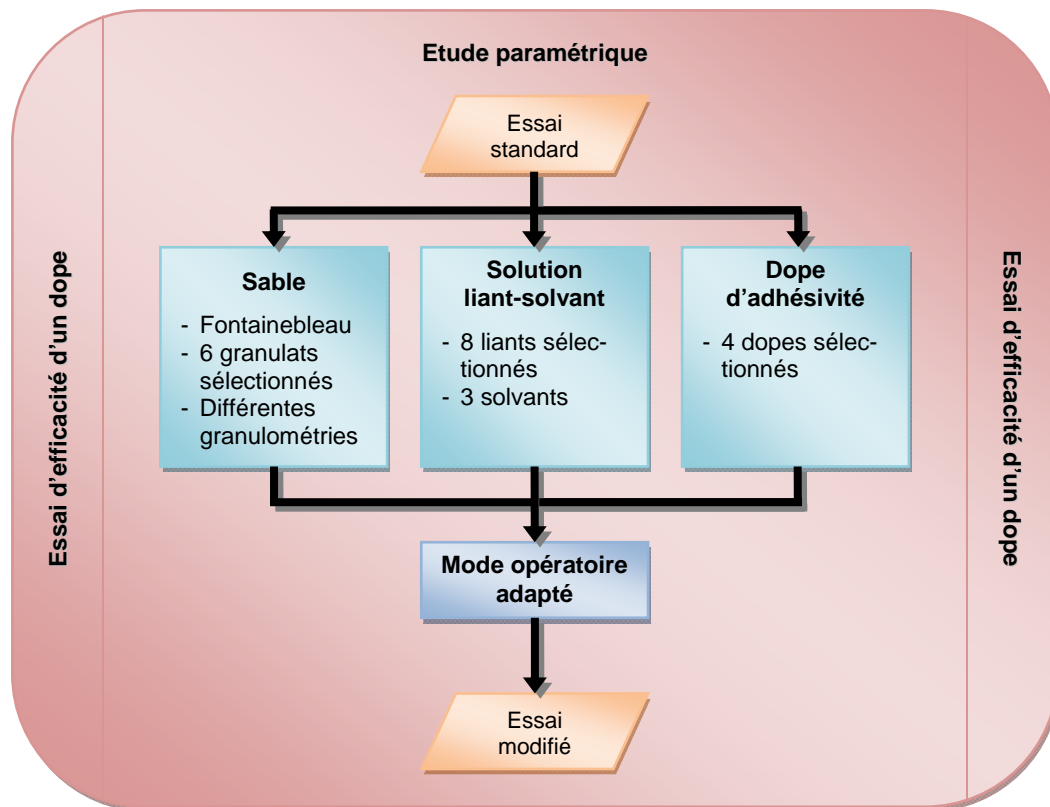 Etude paramétrique
Essai
standard
Essai d'efficacité d'un dope
Sable
- Fontainebleau
- 6 granulats
sélectionnés
- Différentes
granulométries
Solution
liant-solvant
- 8 liants sélec-
tionnés
- 3 solvants
Dope
d'adhésivité
- 4 dopes sélec-
tionnés
Essai d'efficacité d'un dope
Mode opératoire
adapté
Essai
modifié